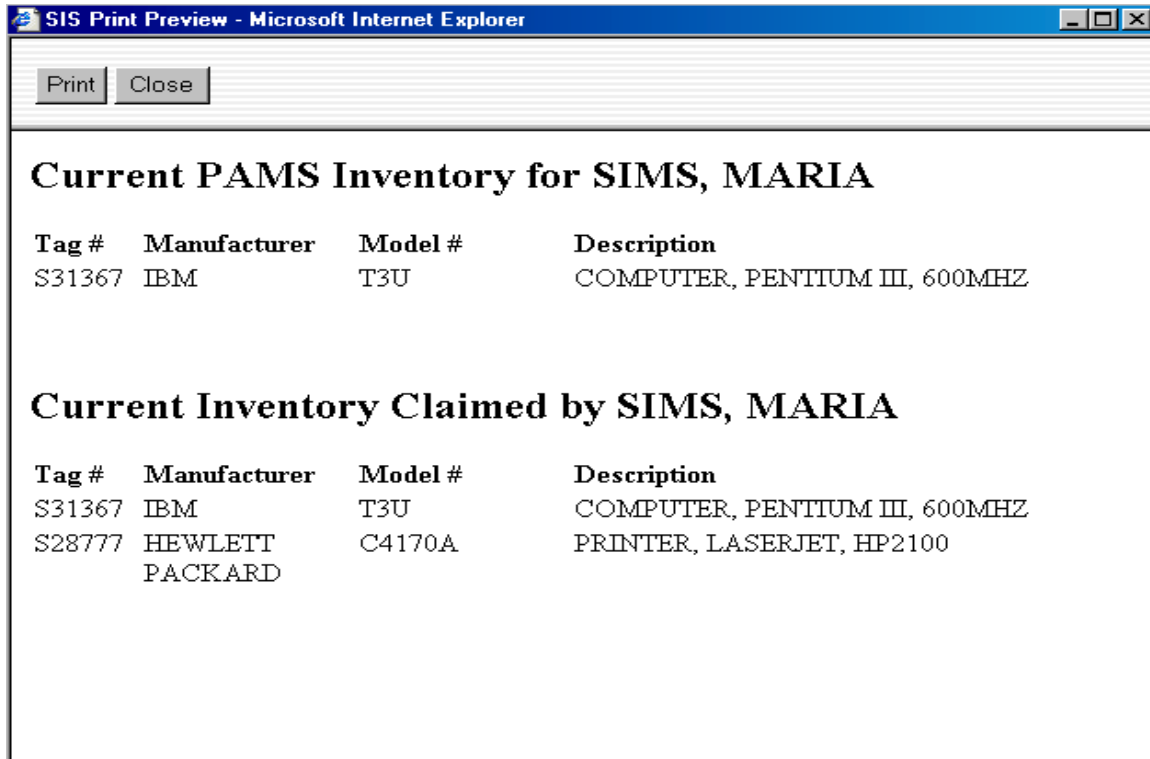 SIS Print Preview - Microsoft Internet Explorer
Print Close
Current PAMS Inventory for SIMS, MARIA
Tag # Manufacturer Model # Description
S31367 IBM T3U COMPUTER, PENTIUM III, 600MHZ
Current Inventory Claimed by SIMS, MARIA
Tag # Manufacturer Model # Description
S31367 IBM T3U COMPUTER, PENTIUM III, 600MHZ
S28777 HEWLETT C4170A PRINTER, LASERJET, HP2100
PACKARD